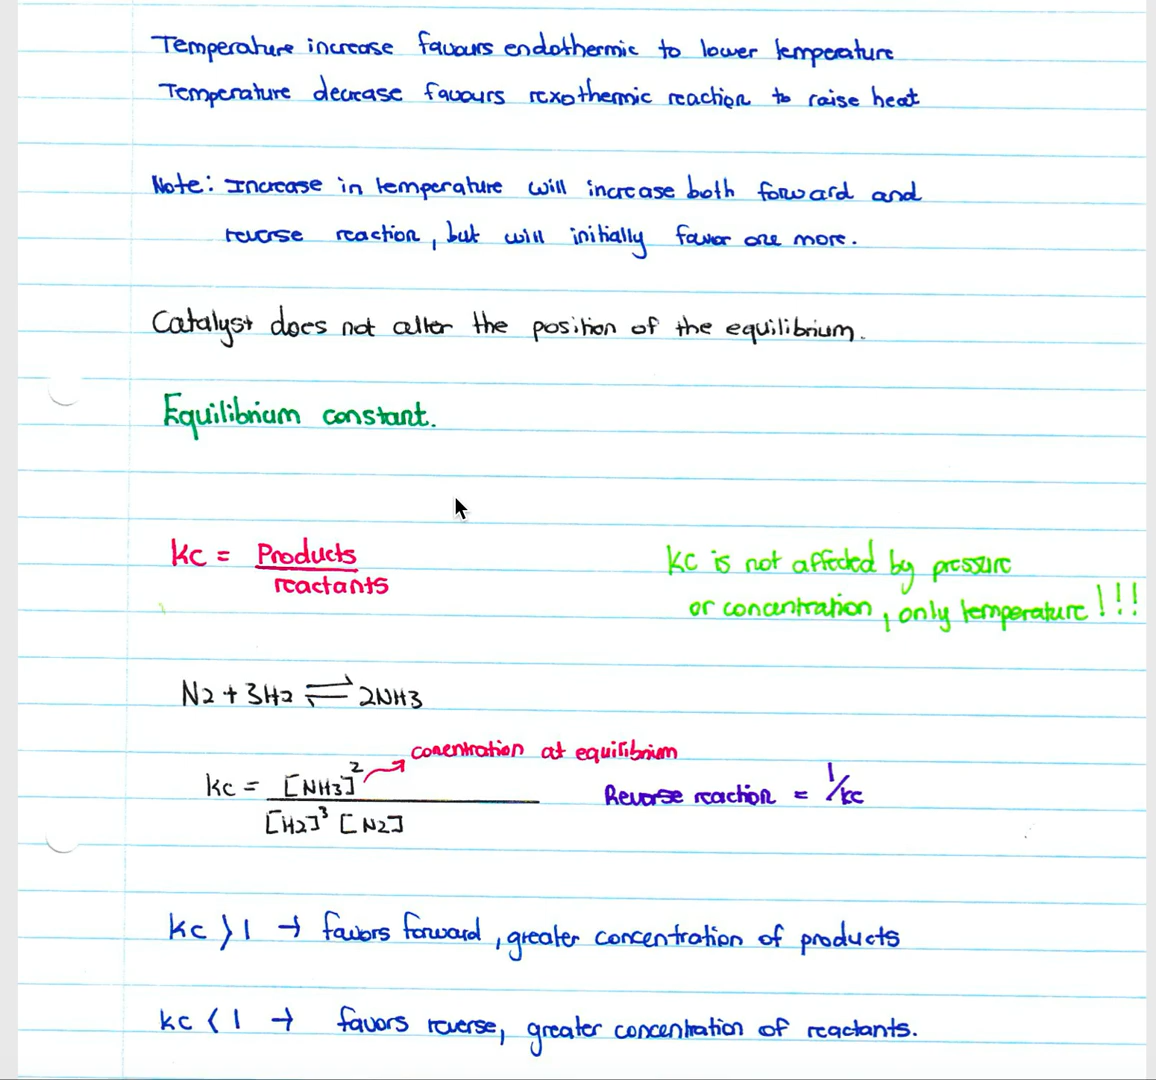 Temperature increase favours endothermic to lower temperature
Temperature decrease favours rexothermic reaction to raise heat
Note: Increase in temperature will increase both forward and
reverse reaction, but will initially favor one more.
Catalyst does not alter the position of the equilibrium.
Equilibrium constant.
Kc = Products
reactants
Kc is not affected by pressure
or concentration, only temperature!!!
N2 + 3H2 ⇌ 2NH3
conentration at equilibrium
Kc = [NH3]²
[H2]³ [N2]
Reverse reaction = 1/Kc
Kc > 1 → favors forward, greater concentration of products
Kc < 1 → favors reverse, greater concentration of reactants.